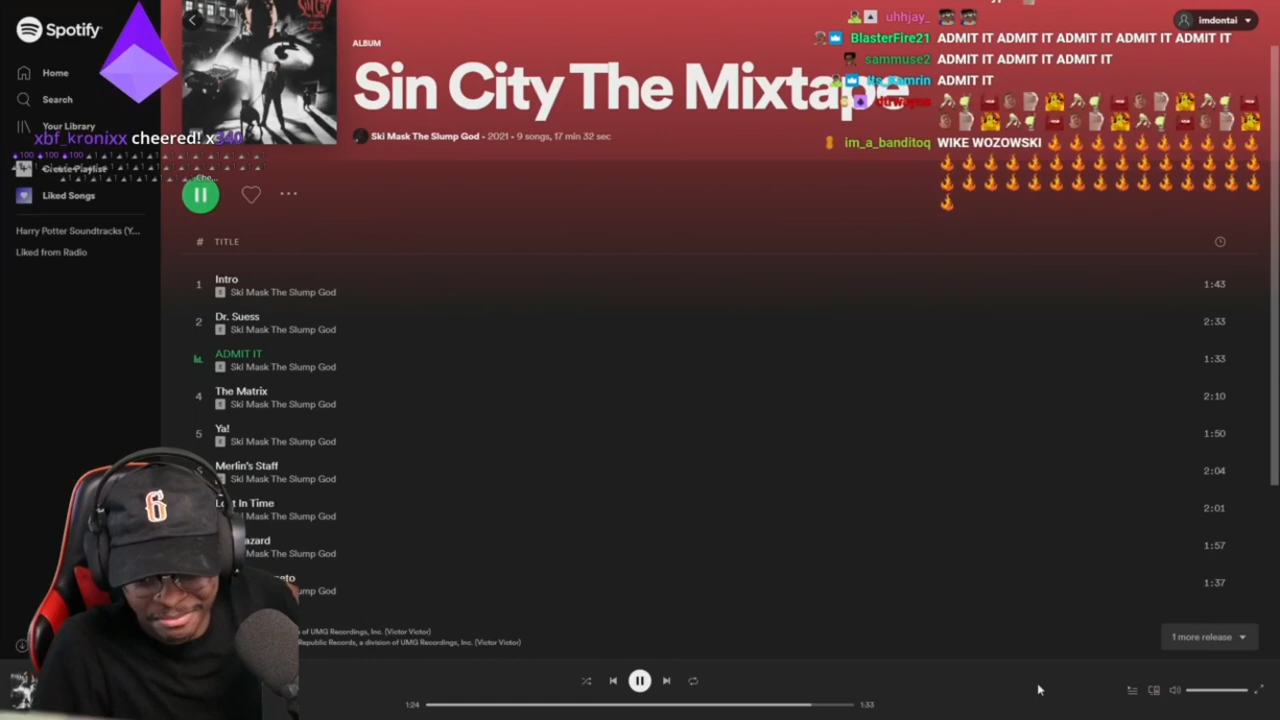 Spotify
Home
Search
Your Library
xbf_kronixx cheered! x340
Create Playlist
Liked Songs
Harry Potter Soundtracks (Y...
Liked from Radio
ALBUM
Sin City The Mixtape
Ski Mask The Slump God • 2021 • 9 songs, 17 min 32 sec
imdontai
uhhjay_
BlasterFire21 ADMIT IT ADMIT IT ADMIT IT ADMIT IT ADMIT IT
sammuse2 ADMIT IT ADMIT IT ADMIT IT
ADMIT IT
im_a_banditoq WIKE WOZOWSKI
# TITLE
1 Intro 1:43
E Ski Mask The Slump God
2 Dr. Suess 2:33
E Ski Mask The Slump God
ADMIT IT 1:33
E Ski Mask The Slump God
4 The Matrix 2:10
E Ski Mask The Slump God
5 Ya! 1:50
E Ski Mask The Slump God
Merlin's Staff 2:04
Ski Mask The Slump God
In Time 2:01
Mask The Slump God
azard 1:57
Mask The Slump God
eto 1:37
ump God
of UMG Recordings, Inc. (Victor Victor)
Republic Records, a division of UMG Recordings, Inc. (Victor Victor)
1 more release
1:24
1:33
6